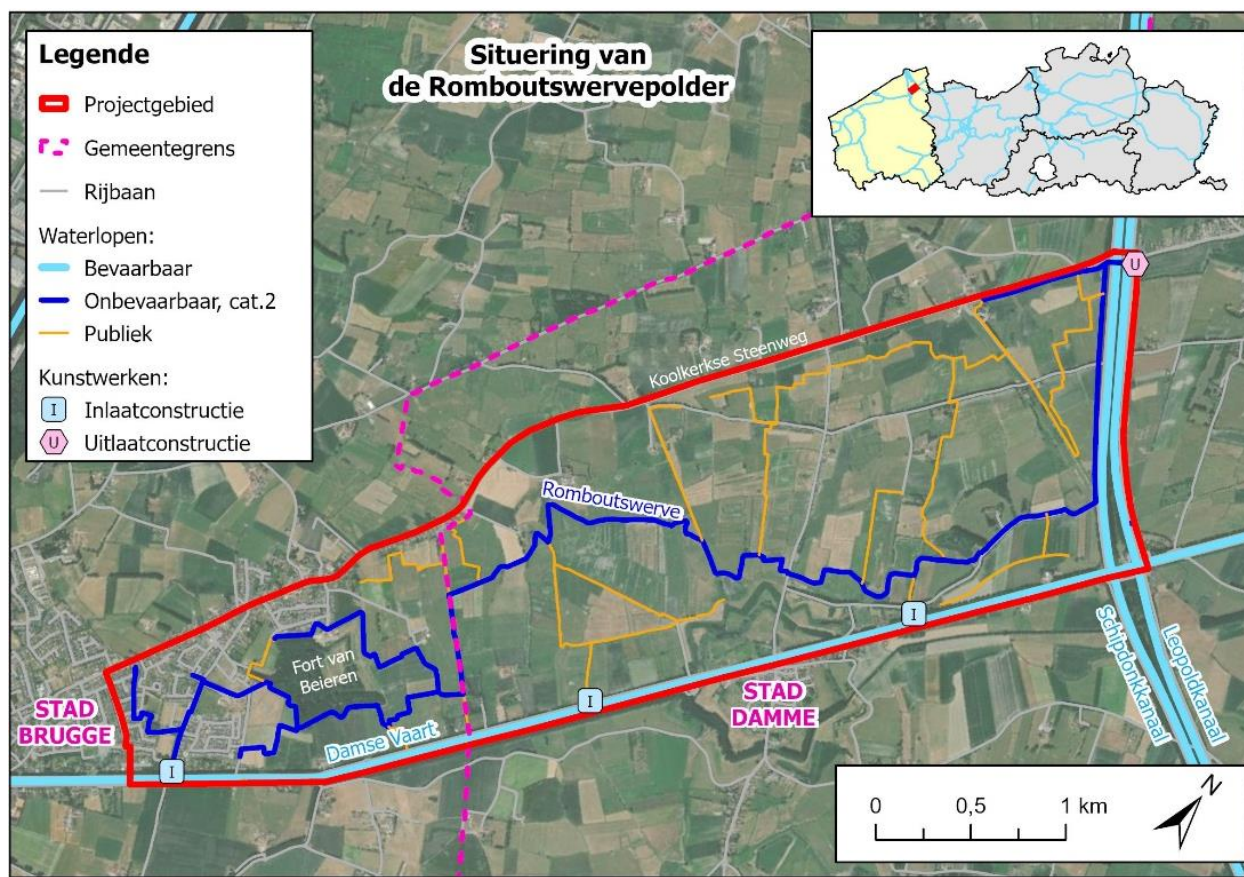 Situering van
de Romboutswervepolder
Legende
Projectgebied
Gemeentegrens
Rijbaan
Waterlopen:
Bevaarbaar
Onbevaarbaar, cat.2
Publiek
Kunstwerken:
I Inlaatconstructie
U Uitlaatconstructie
U
Koolkerkse Steenweg
Romboutswerve
I
Fort van
Beieren
STAD
BRUGGE
STAD
DAMME
I
Damse Vaart
I
Schipdonkkanaal
Leopoldkanaal
0 0,5 1 km
N